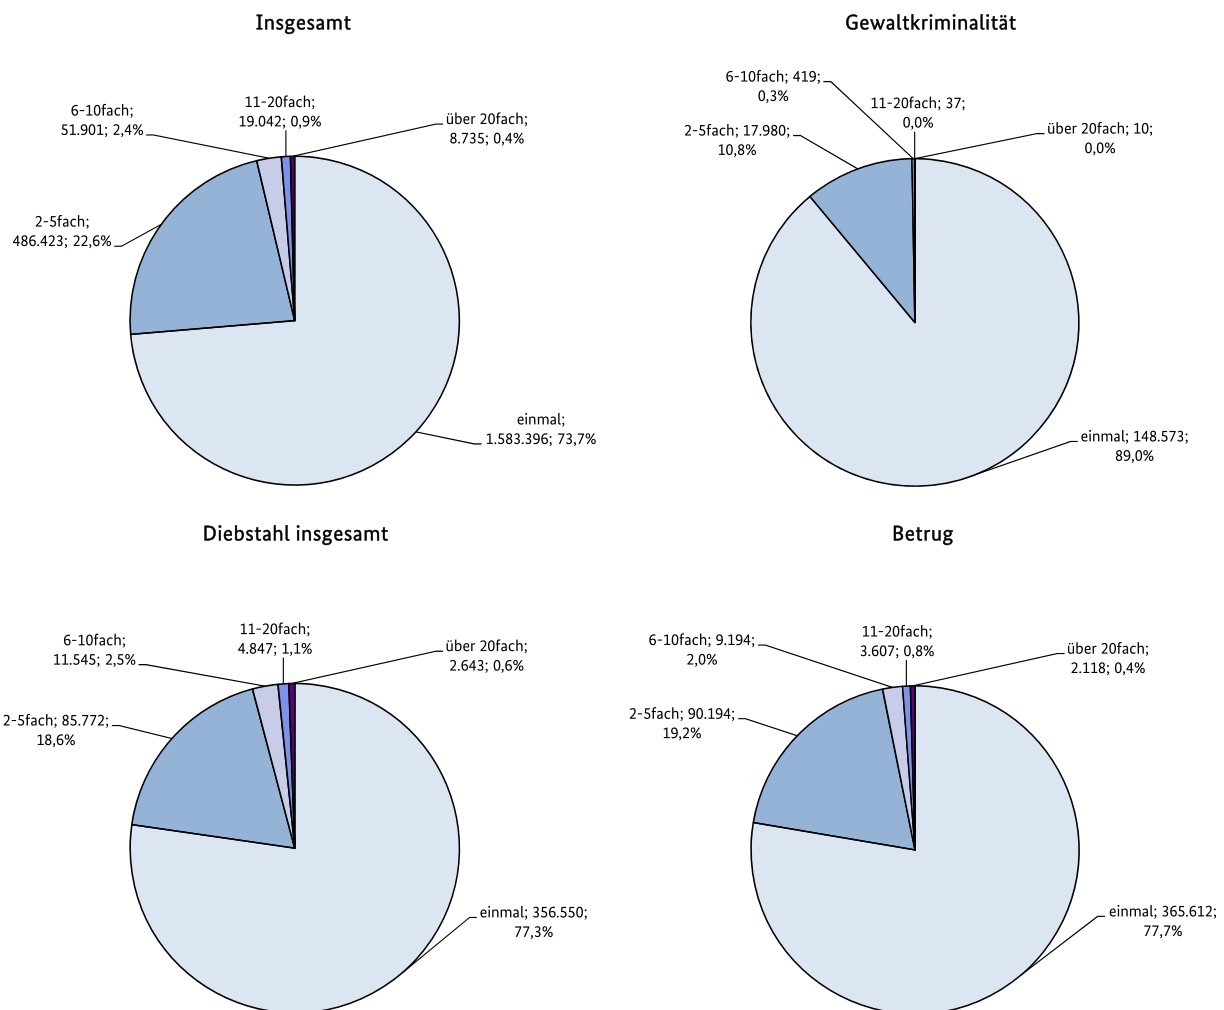 Insgesamt
6-10fach;
51.901; 2,4%
11-20fach;
19.042; 0,9%
über 20fach;
8.735; 0,4%
2-5fach;
486.423; 22,6%
einmal;
1.583.396; 73,7%
Gewaltkriminalität
6-10fach; 419;
0,3%
11-20fach; 37;
0,0%
2-5fach; 17.980;
10,8%
über 20fach; 10;
0,0%
einmal; 148.573;
89,0%
Diebstahl insgesamt
6-10fach;
11.545; 2,5%
11-20fach;
4.847; 1,1%
über 20fach;
2.643; 0,6%
2-5fach; 85.772;
18,6%
einmal; 356.550;
77,3%
Betrug
6-10fach; 9.194;
2,0%
11-20fach;
3.607; 0,8%
über 20fach;
2.118; 0,4%
2-5fach; 90.194;
19,2%
einmal; 365.612;
77,7%